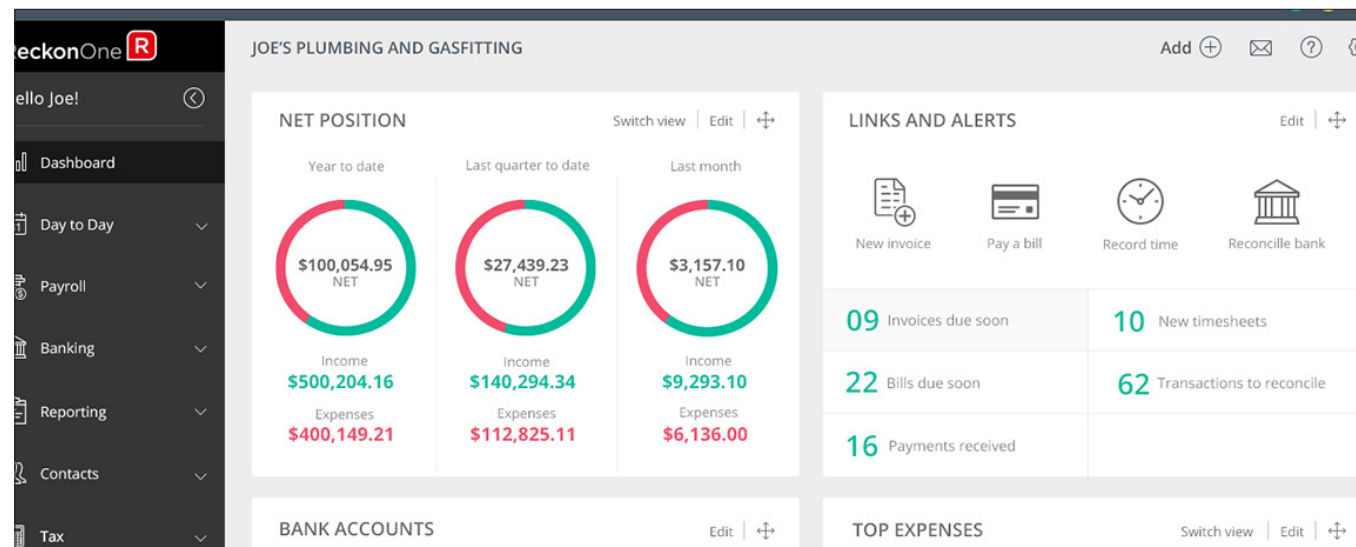 eckonOne R
JOE'S PLUMBING AND GASFITTING
Add
ello Joe!
Dashboard
Day to Day
Payroll
Banking
Reporting
Contacts
Tax
NET POSITION
Switch view | Edit
Year to date
$100,054.95
NET
Income
$500,204.16
Expenses
$400,149.21
Last quarter to date
$27,439.23
NET
Income
$140,294.34
Expenses
$112,825.11
Last month
$3,157.10
NET
Income
$9,293.10
Expenses
$6,136.00
LINKS AND ALERTS
Edit
New invoice
Pay a bill
Record time
Reconcille bank
09 Invoices due soon
10 New timesheets
22 Bills due soon
62 Transactions to reconcile
16 Payments received
BANK ACCOUNTS
Edit
TOP EXPENSES
Switch view | Edit